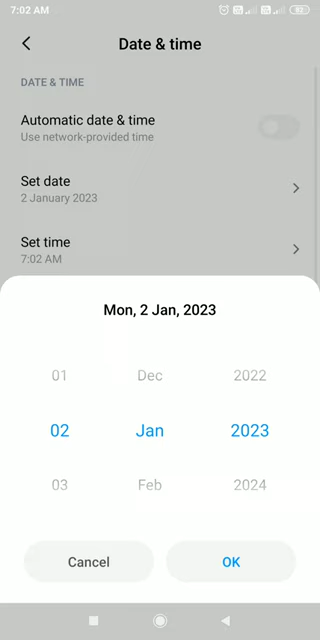 7:02 AM
82
Date & time
DATE & TIME
Automatic date & time
Use network-provided time
Set date
2 January 2023
Set time
7:02 AM
Mon, 2 Jan, 2023
01 Dec 2022
02 Jan 2023
03 Feb 2024
Cancel OK